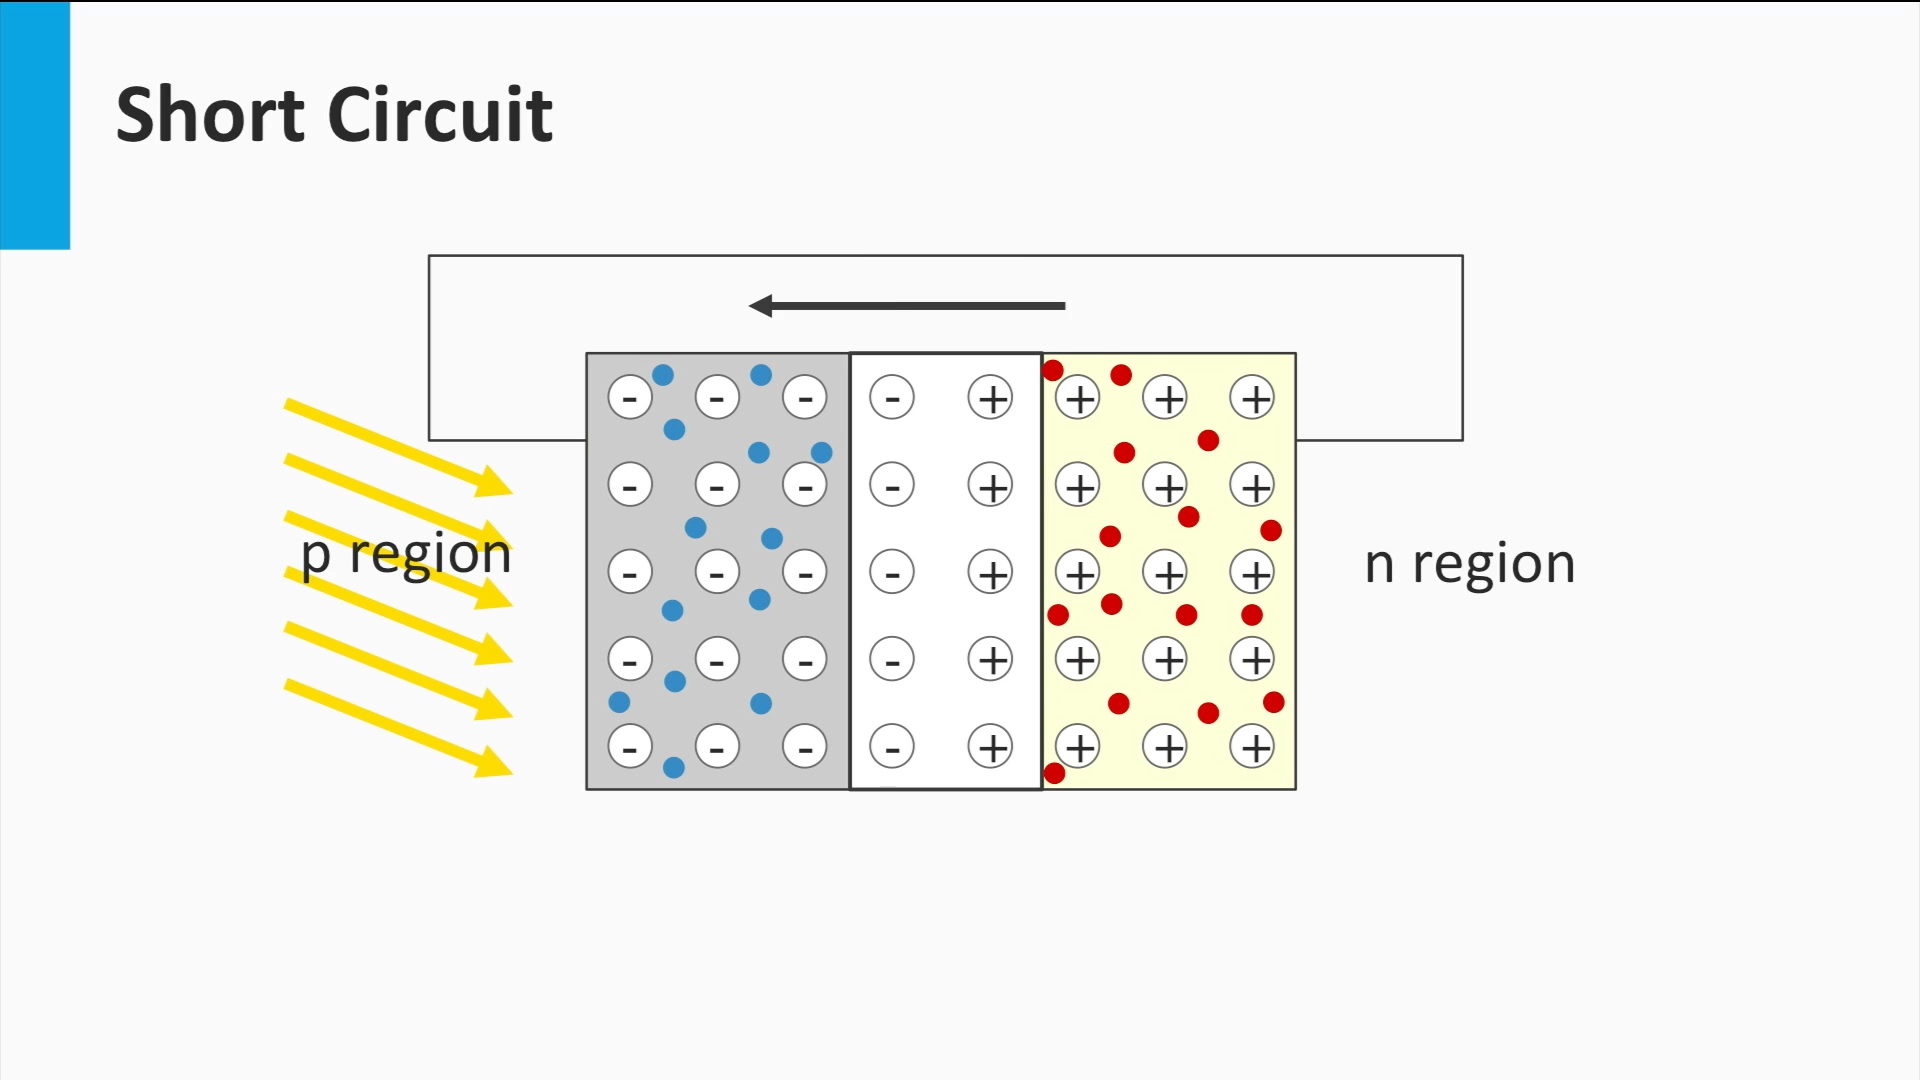 Short Circuit
- - - - + + + +
- - - - + + + +
p region
n region
- - - - + + + +
- - - - + + + +
- - - - + + + +